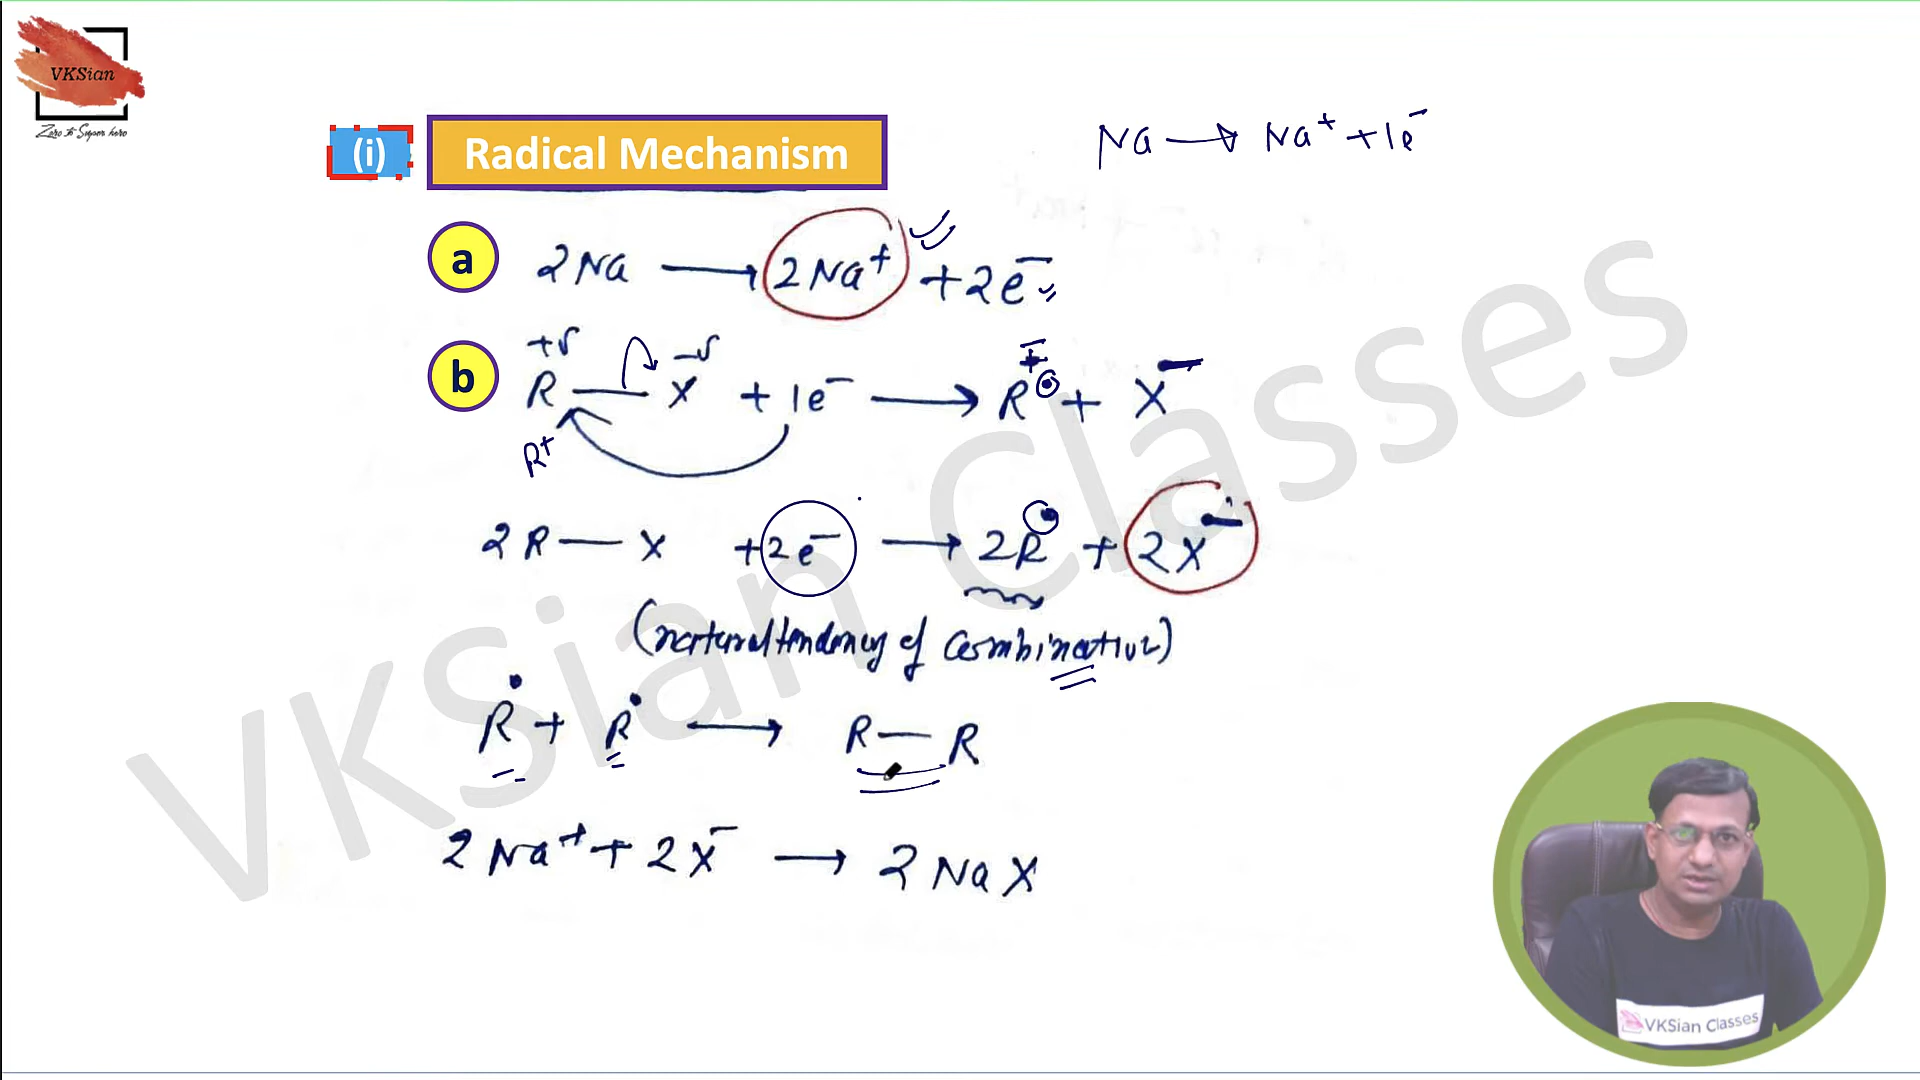 VKSian
Zero to Super hero
(i) Radical Mechanism
Na → Na⁺ + 1e⁻
a 2Na → 2Na⁺ + 2e⁻
+δ -δ
b R — X + 1e⁻ → R• + X⁻
R⁺
2R — X + 2e⁻ → 2R• + 2X⁻
(natural tendency of combination)
R• + R• → R — R
2Na⁺ + 2X⁻ → 2NaX
VKSian Classes
VKSian Classes